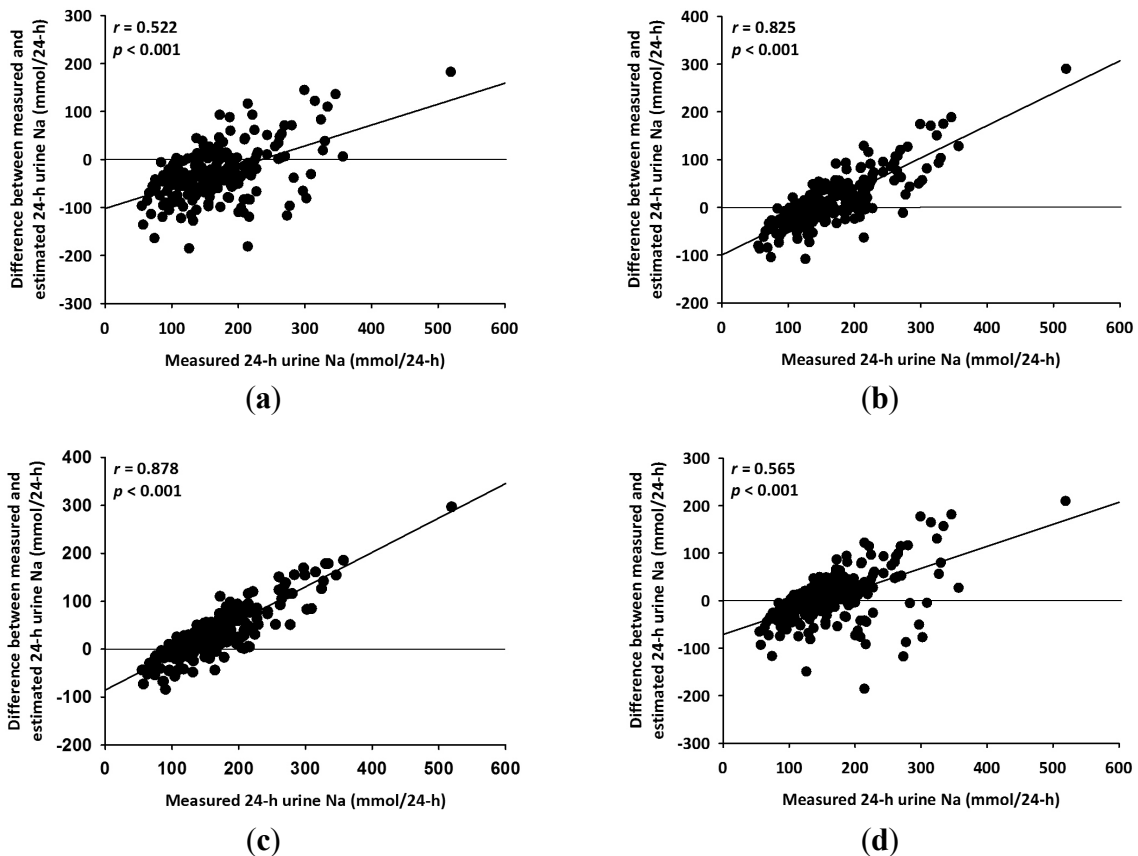 Difference between measured and
estimated 24-h urine Na (mmol/24-h)
300
200
100
0
-100
-200
-300
r = 0.522
p < 0.001
0 100 200 300 400 500 600
Measured 24-h urine Na (mmol/24-h)
(a)
Difference between measured and
estimated 24-h urine Na (mmol/24-h)
400
300
200
100
0
-100
-200
r = 0.825
p < 0.001
0 100 200 300 400 500 600
Measured 24-h urine Na (mmol/24-h)
(b)
Difference between measured and
estimated 24-h urine Na (mmol/24-h)
400
300
200
100
0
-100
-200
r = 0.878
p < 0.001
0 100 200 300 400 500 600
Measured 24-h urine Na (mmol/24-h)
(c)
Difference between measured and
estimated 24-h urine Na (mmol/24-h)
300
200
100
0
-100
-200
-300
r = 0.565
p < 0.001
0 100 200 300 400 500 600
Measured 24-h urine Na (mmol/24-h)
(d)